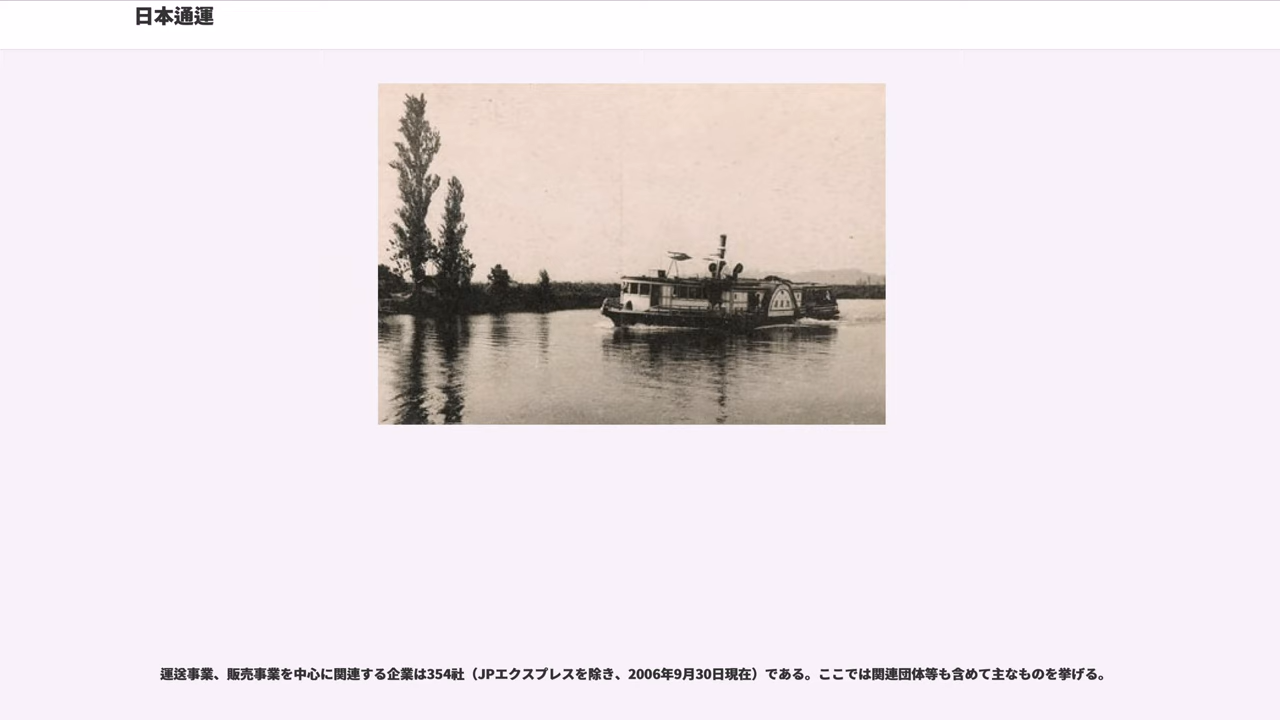 日本通運
運送事業、販売事業を中心に関連する企業は354社（JPエクスプレスを除き、2006年9月30日現在）である。ここでは関連団体等も含めて主なものを挙げる。